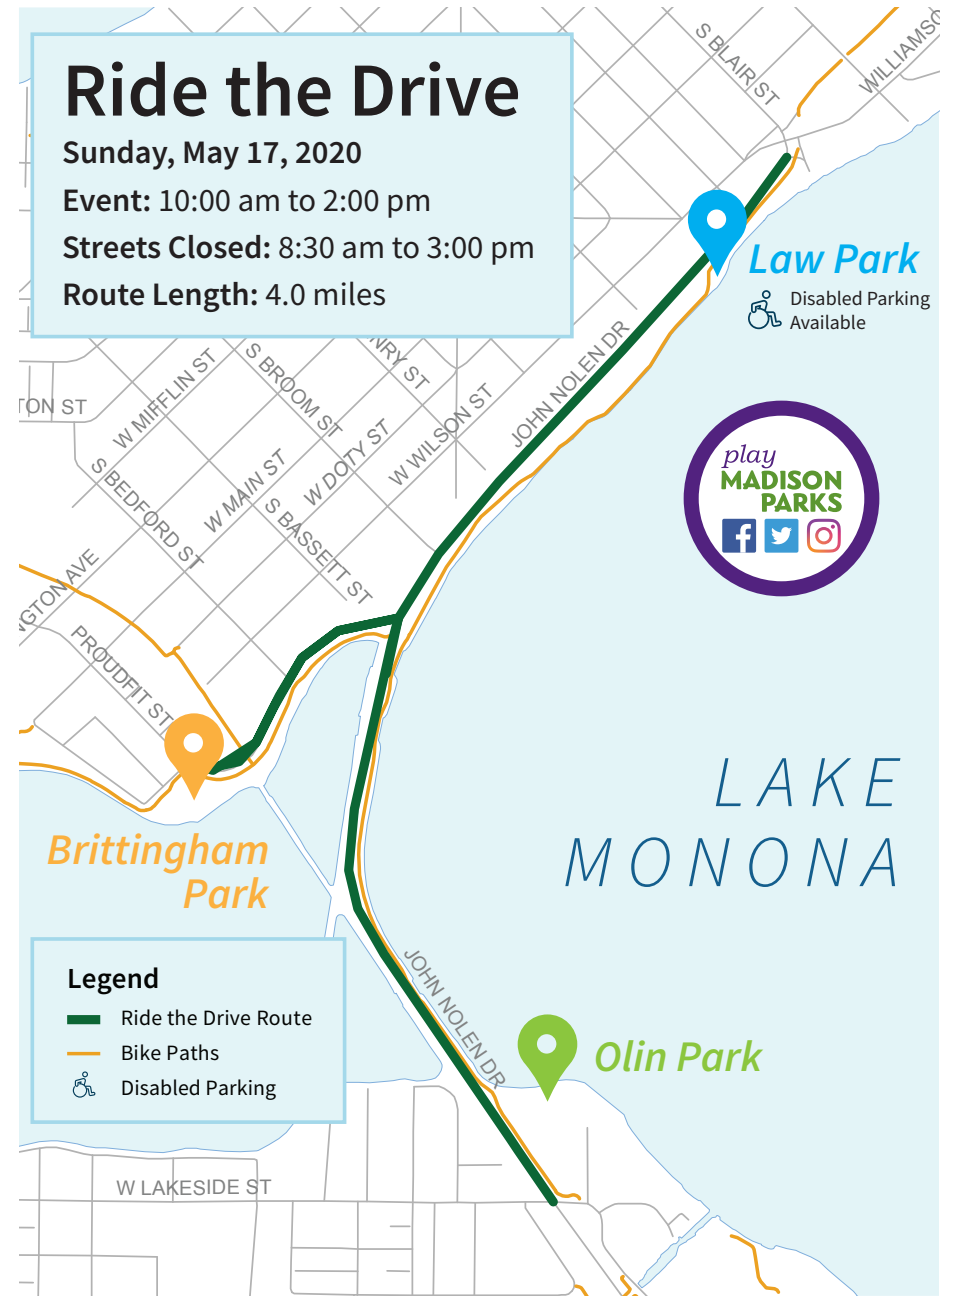 Ride the Drive
Sunday, May 17, 2020
Event: 10:00 am to 2:00 pm
Streets Closed: 8:30 am to 3:00 pm
Route Length: 4.0 miles
S BLAIR ST
Law Park
Disabled Parking
Available
JOHN NOLEN DR
W MIFFLIN ST
S BROOM ST
NRY ST
TON ST
W DOTY ST
W WILSON ST
S BEDFORD ST
W MAIN ST
S BASSETT ST
play
MADISON
PARKS
NGTON AVE
PROUDFIT ST
LAKE
MONONA
Brittingham
Park
JOHN NOLEN DR
Olin Park
Legend
Ride the Drive Route
Bike Paths
Disabled Parking
W LAKESIDE ST